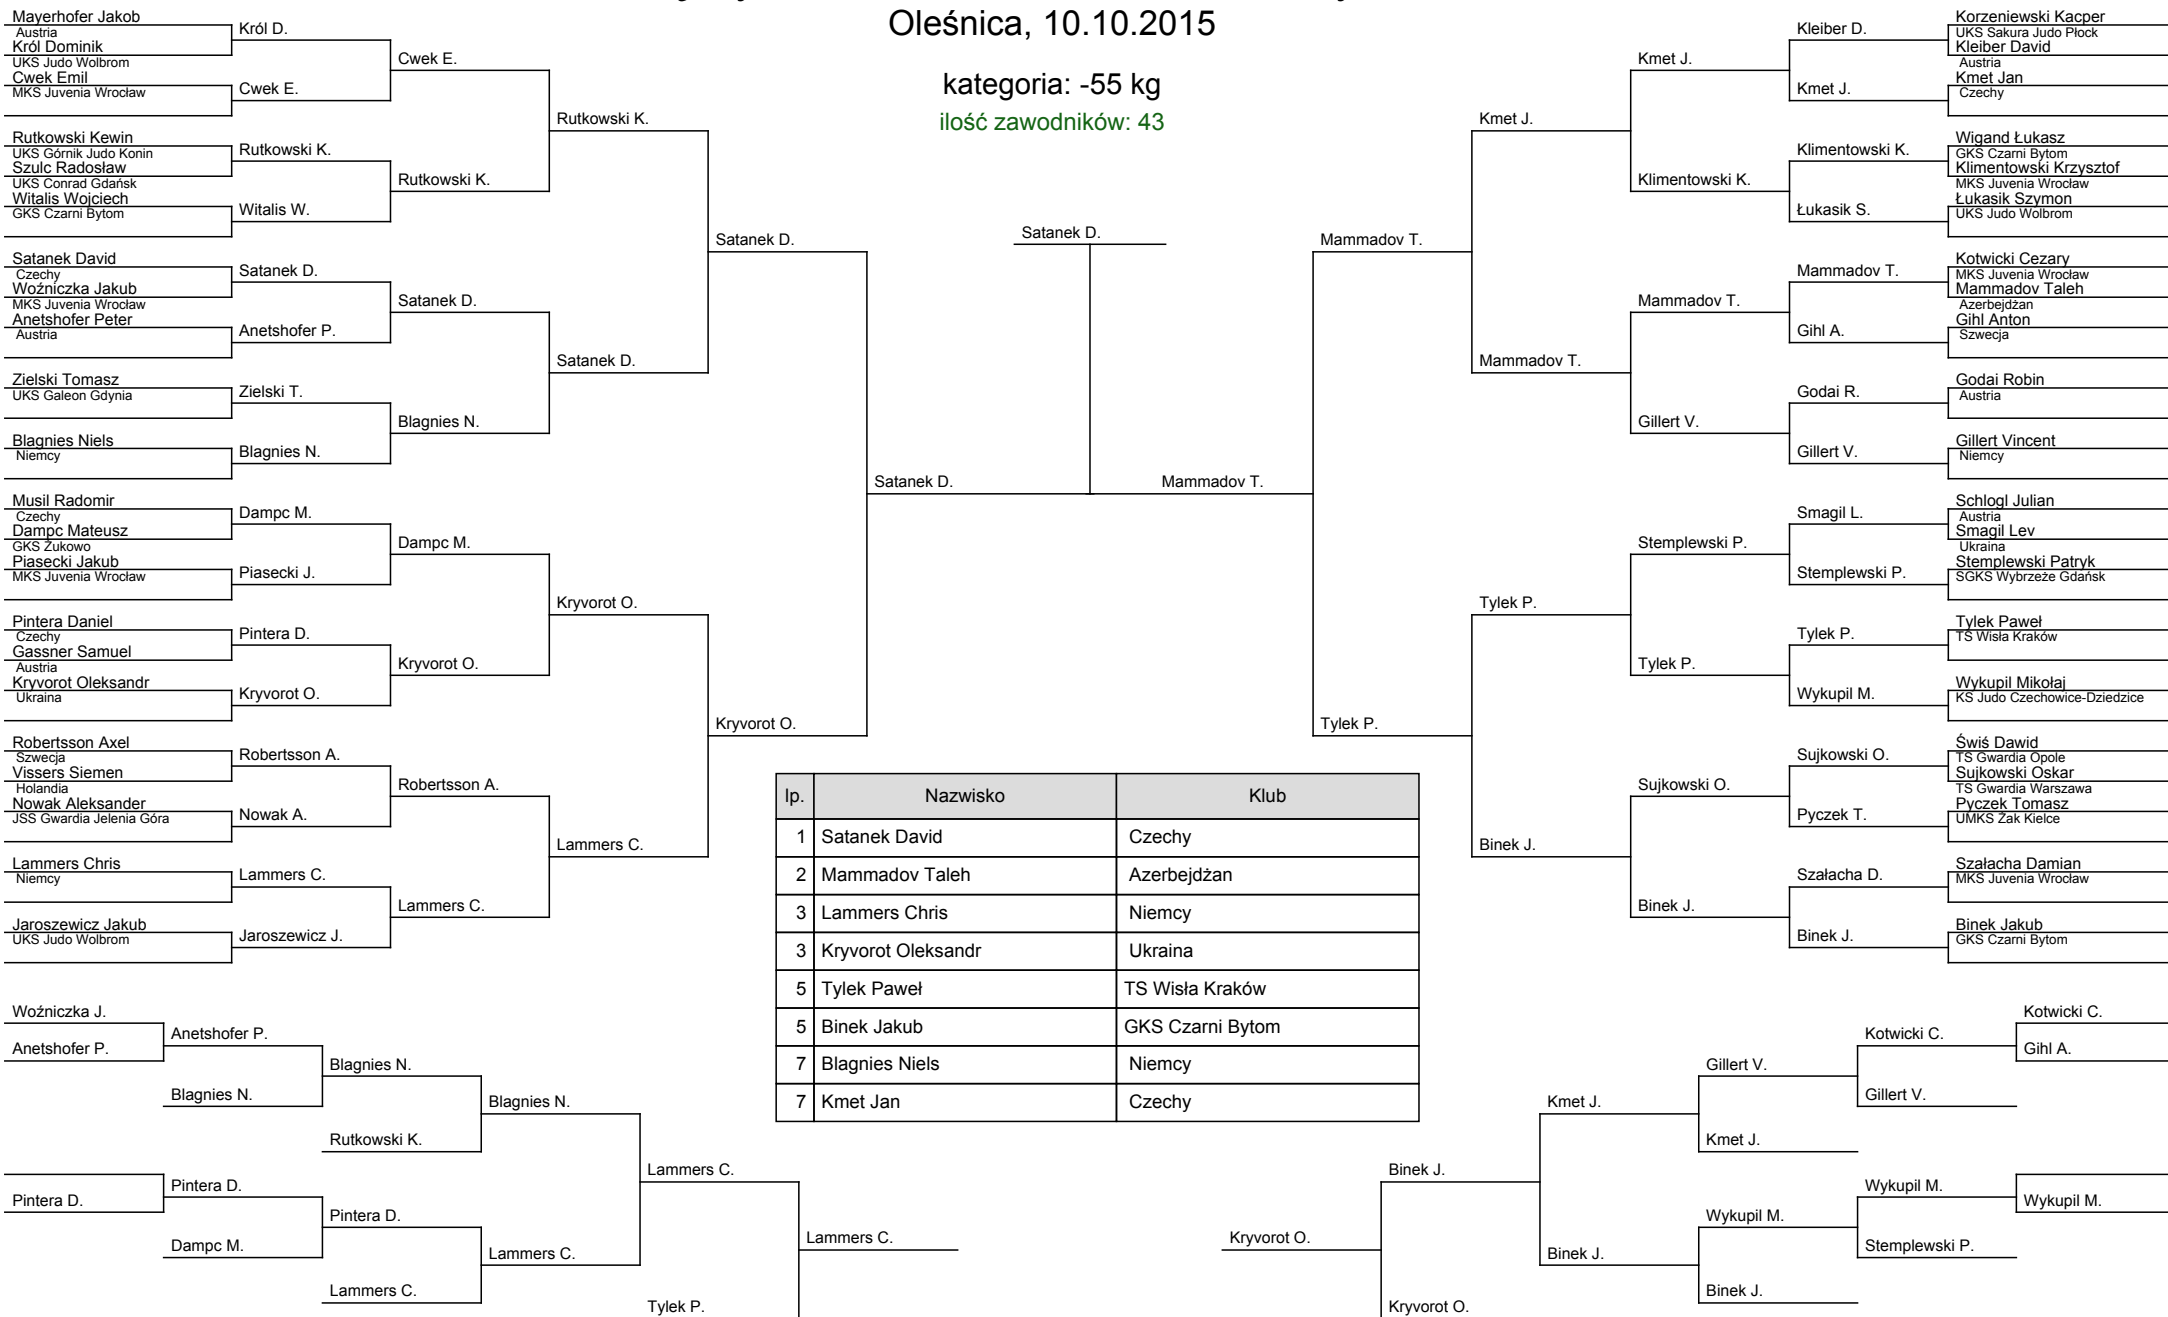 Oleśnica, 10.10.2015
kategoria: -55 kg
ilość zawodników: 43
Mayerhofer Jakob
Austria
Król Dominik
UKS Judo Wolbrom
Cwek Emil
MKS Juvenia Wrocław
Rutkowski Kewin
UKS Górnik Judo Konin
Szulc Radosław
UKS Conrad Gdańsk
Witalis Wojciech
GKS Czarni Bytom
Satanek David
Czechy
Woźniczka Jakub
MKS Juvenia Wrocław
Anetshofer Peter
Austria
Zielski Tomasz
UKS Galeon Gdynia
Blagnies Niels
Niemcy
Musil Radomir
Czechy
Dampc Mateusz
GKS Żukowo
Piasecki Jakub
MKS Juvenia Wrocław
Pintera Daniel
Czechy
Gassner Samuel
Austria
Kryvorot Oleksandr
Ukraina
Robertsson Axel
Szwecja
Vissers Siemen
Holandia
Nowak Aleksander
JSS Gwardia Jelenia Góra
Lammers Chris
Niemcy
Jaroszewicz Jakub
UKS Judo Wolbrom
Król D.
Cwek E.
Rutkowski K.
Witalis W.
Satanek D.
Anetshofer P.
Zielski T.
Blagnies N.
Dampc M.
Piasecki J.
Pintera D.
Kryvorot O.
Robertsson A.
Nowak A.
Lammers C.
Jaroszewicz J.
Cwek E.
Rutkowski K.
Satanek D.
Blagnies N.
Dampc M.
Kryvorot O.
Robertsson A.
Lammers C.
Rutkowski K.
Satanek D.
Kryvorot O.
Lammers C.
Satanek D.
Kryvorot O.
Satanek D.
Satanek D.
Mammadov T.
Mammadov T.
Tylek P.
Kmet J.
Mammadov T.
Tylek P.
Binek J.
Kmet J.
Klimentowski K.
Mammadov T.
Gillert V.
Stemplewski P.
Tylek P.
Sujkowski O.
Binek J.
Kleiber D.
Kmet J.
Klimentowski K.
Łukasik S.
Mammadov T.
Gihl A.
Godai R.
Gillert V.
Smagil L.
Stemplewski P.
Tylek P.
Wykupil M.
Sujkowski O.
Pyczek T.
Szałacha D.
Binek J.
Korzeniewski Kacper
UKS Sakura Judo Płock
Kleiber David
Austria
Kmet Jan
Czechy
Wigand Łukasz
GKS Czarni Bytom
Klimentowski Krzysztof
MKS Juvenia Wrocław
Łukasik Szymon
UKS Judo Wolbrom
Kotwicki Cezary
MKS Juvenia Wrocław
Mammadov Taleh
Azerbejdżan
Gihl Anton
Szwecja
Godai Robin
Austria
Gillert Vincent
Niemcy
Schlogl Julian
Austria
Smagil Lev
Ukraina
Stemplewski Patryk
SGKS Wybrzeże Gdańsk
Tylek Paweł
TS Wisła Kraków
Wykupil Mikołaj
KS Judo Czechowice-Dziedzice
Świś Dawid
TS Gwardia Opole
Sujkowski Oskar
TS Gwardia Warszawa
Pyczek Tomasz
UMKS Żak Kielce
Szałacha Damian
MKS Juvenia Wrocław
Binek Jakub
GKS Czarni Bytom
lp. Nazwisko Klub
1 Satanek David Czechy
2 Mammadov Taleh Azerbejdżan
3 Lammers Chris Niemcy
3 Kryvorot Oleksandr Ukraina
5 Tylek Paweł TS Wisła Kraków
5 Binek Jakub GKS Czarni Bytom
7 Blagnies Niels Niemcy
7 Kmet Jan Czechy
Woźniczka J.
Anetshofer P.
Pintera D.
Anetshofer P.
Blagnies N.
Pintera D.
Dampc M.
Blagnies N.
Rutkowski K.
Pintera D.
Lammers C.
Blagnies N.
Lammers C.
Lammers C.
Tylek P.
Lammers C.
Kryvorot O.
Binek J.
Kryvorot O.
Kmet J.
Binek J.
Gillert V.
Kmet J.
Wykupil M.
Binek J.
Kotwicki C.
Gillert V.
Wykupil M.
Stemplewski P.
Kotwicki C.
Gihl A.
Wykupil M.